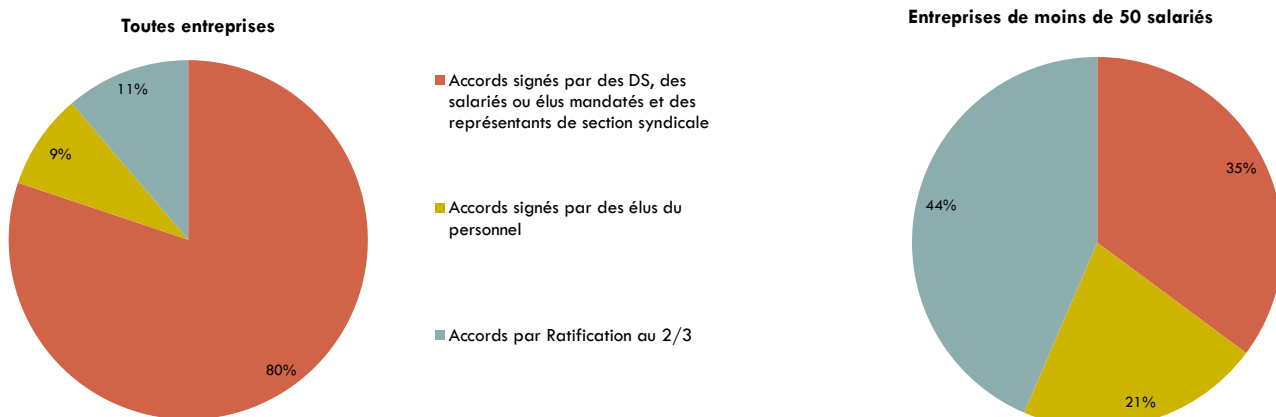 Toutes entreprises
11%
9%
80%
Accords signés par des DS, des
salariés ou élus mandatés et des
représentants de section syndicale
Accords signés par des élus du
personnel
Accords par Ratification au 2/3
Entreprises de moins de 50 salariés
35%
44%
21%